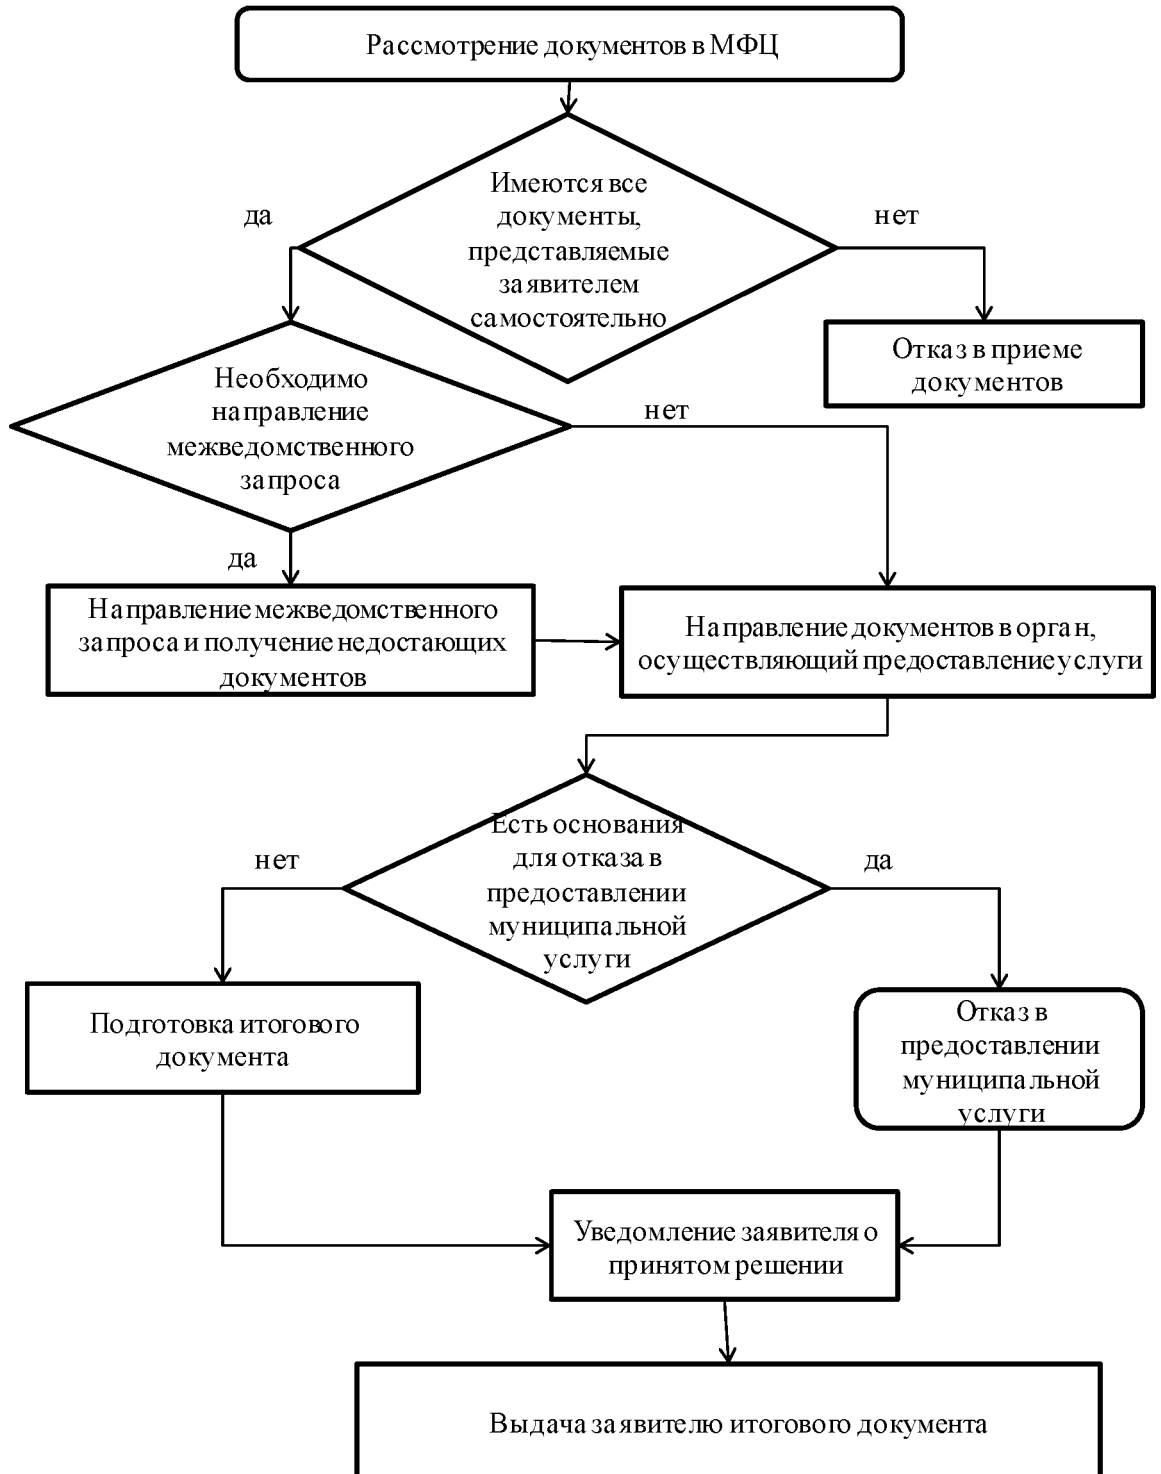 Рассмотрение документов в МФЦ
Имеются все
документы,
представляемые
заявителем
самостоятельно
да
нет
Отказ в приеме
документов
Необходимо
направление
межведомственного
запроса
нет
да
Направление межведомственного
запроса и получение недостающих
документов
Направление документов в орган,
осуществляющий предоставление услуги
Есть основания
для отказа в
предоставлении
муниципальной
услуги
нет
да
Подготовка итогового
документа
Отказ в
предоставлении
муниципальной
услуги
Уведомление заявителя о
принятом решении
Выдача заявителю итогового документа